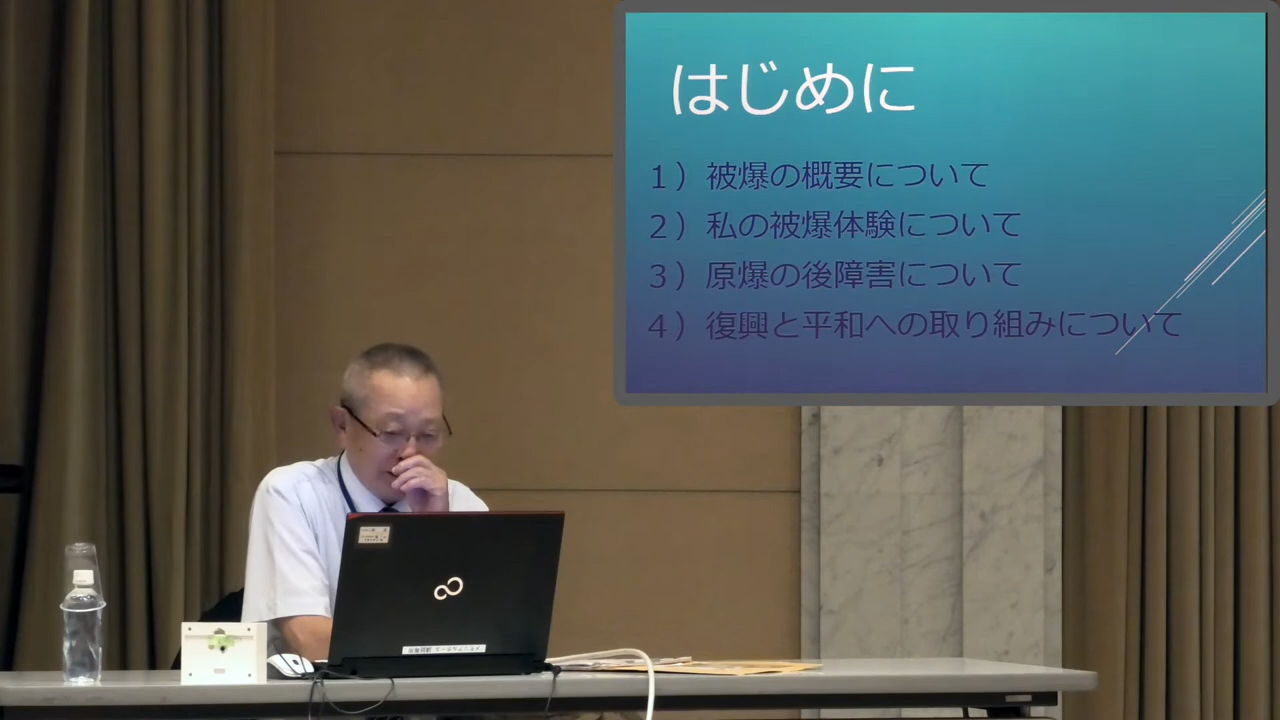 はじめに
１）被爆の概要について
２）私の被爆体験について
３）原爆の後障害について
４）復興と平和への取り組みについて